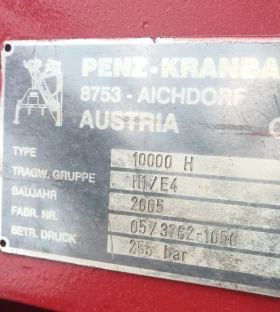 PENZ-KRANBA
8753 - AICHDORF
AUSTRIA
TYPE 10000 H
TRAGW. GRUPPE H1/E4
BAUJAHR 2005
FABR. NR. 05/3762-1050
BETR. DRUCK 255 bar